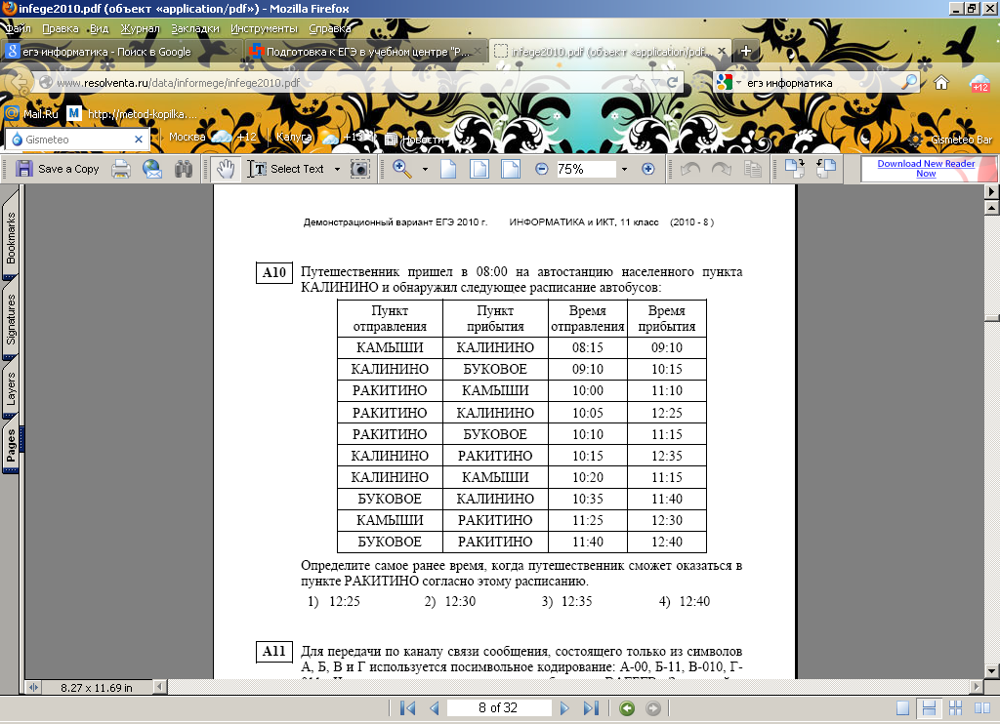 infege2010.pdf (объект «application/pdf») - Mozilla Firefox
Файл Правка Вид Журнал Закладки Инструменты Справка
егэ информатика - Поиск в Google
Подготовка к ЕГЭ в учебном центре "Р...
infege2010.pdf (объект «application/pdf...
www.resolventa.ru/data/informege/infege2010.pdf
егэ информатика
+12
Mail.Ru
http://metod-kopilka....
Gismeteo
Москва
+12
Калуга
Новости
Gismeteo Bar
Save a Copy
Select Text
75%
Download New Reader
Now
Bookmarks
Signatures
Layers
Pages
Демонстрационный вариант ЕГЭ 2010 г. ИНФОРМАТИКА и ИКТ, 11 класс (2010 - 8 )
А10 Путешественник пришел в 08:00 на автостанцию населенного пункта
КАЛИНИНО и обнаружил следующее расписание автобусов:
Пункт Пункт Время Время
отправления прибытия отправления прибытия
КАМЫШИ КАЛИНИНО 08:15 09:10
КАЛИНИНО БУКОВОЕ 09:10 10:15
РАКИТИНО КАМЫШИ 10:00 11:10
РАКИТИНО КАЛИНИНО 10:05 12:25
РАКИТИНО БУКОВОЕ 10:10 11:15
КАЛИНИНО РАКИТИНО 10:15 12:35
КАЛИНИНО КАМЫШИ 10:20 11:15
БУКОВОЕ КАЛИНИНО 10:35 11:40
КАМЫШИ РАКИТИНО 11:25 12:30
БУКОВОЕ РАКИТИНО 11:40 12:40
Определите самое ранее время, когда путешественник сможет оказаться в
пункте РАКИТИНО согласно этому расписанию.
1) 12:25 2) 12:30 3) 12:35 4) 12:40
А11 Для передачи по каналу связи сообщения, состоящего только из символов
А, Б, В и Г используется посимвольное кодирование: А-00, Б-11, В-010, Г-
8.27 x 11.69 in
8 of 32